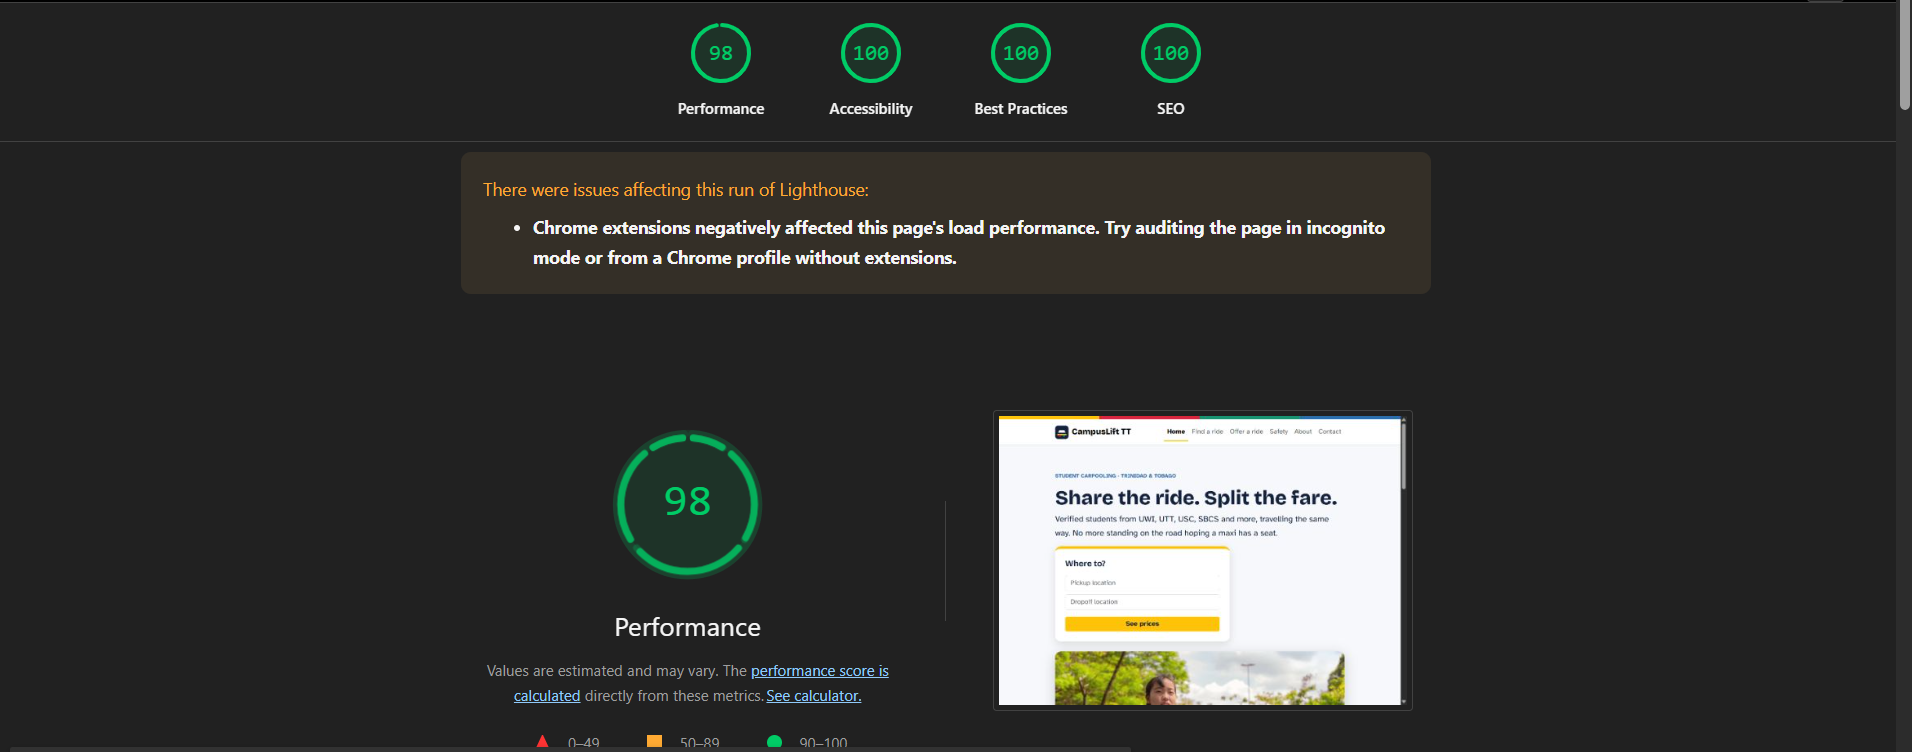 98
100
100
100
Performance
Accessibility
Best Practices
SEO
There were issues affecting this run of Lighthouse:
• Chrome extensions negatively affected this page's load performance. Try auditing the page in incognito
mode or from a Chrome profile without extensions.
98
Performance
Values are estimated and may vary. The performance score is
calculated directly from these metrics. See calculator.
0–49
50–89
90–100
CampusLift TT
Home Find a ride Offer a ride Safety About Contact
STUDENT CARPOOLING · TRINIDAD & TOBAGO
Share the ride. Split the fare.
Verified students from UWI, UTT, USC, SBCS and more, travelling the same
way. No more standing on the road hoping a maxi has a seat.
Where to?
Pickup location
Dropoff location
See prices